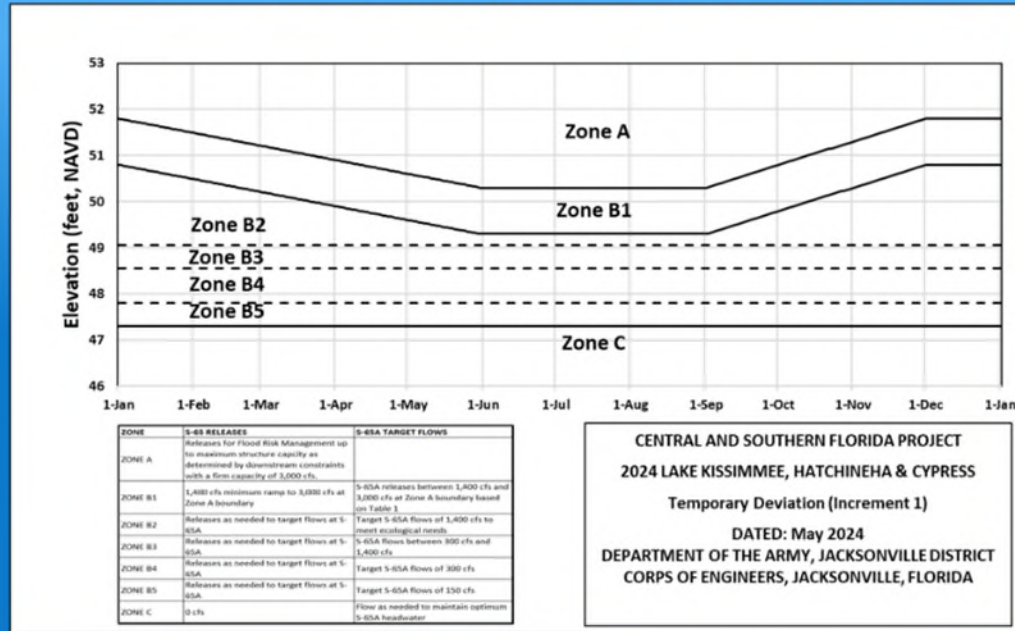 53
52
51
50
49
48
47
46
Elevation (feet, NAVD)
Zone A
Zone B1
Zone B2
Zone B3
Zone B4
Zone B5
Zone C
1-Jan 1-Feb 1-Mar 1-Apr 1-May 1-Jun 1-Jul 1-Aug 1-Sep 1-Oct 1-Nov 1-Dec 1-Jan
ZONE S-65 RELEASES S-65A TARGET FLOWS
Releases for Flood Risk Management up
ZONE A to maximum structure capcity as
determined by downstream constraints
with a firm capacity of 3,000 cfs.
S-65A releases between 1,400 cfs and
ZONE B1 1,400 cfs minimum ramp to 3,000 cfs at 3,000 cfs at Zone A boundary based
Zone A boundary on Table 1
ZONE B2 Releases as needed to target flows at S- Target S-65A flows of 1,400 cfs to
65A meet ecological needs
ZONE B3 Releases as needed to target flows at S- S-65A flows between 300 cfs and
65A 1,400 cfs
ZONE B4 Releases as needed to target flows at S- Target S-65A flows of 300 cfs
65A
ZONE B5 Releases as needed to target flows at S- Target S-65A flows of 150 cfs
65A
ZONE C 0 cfs Flow as needed to maintain optimum
S-65A headwater
CENTRAL AND SOUTHERN FLORIDA PROJECT
2024 LAKE KISSIMMEE, HATCHINEHA & CYPRESS
Temporary Deviation (Increment 1)
DATED: May 2024
DEPARTMENT OF THE ARMY, JACKSONVILLE DISTRICT
CORPS OF ENGINEERS, JACKSONVILLE, FLORIDA